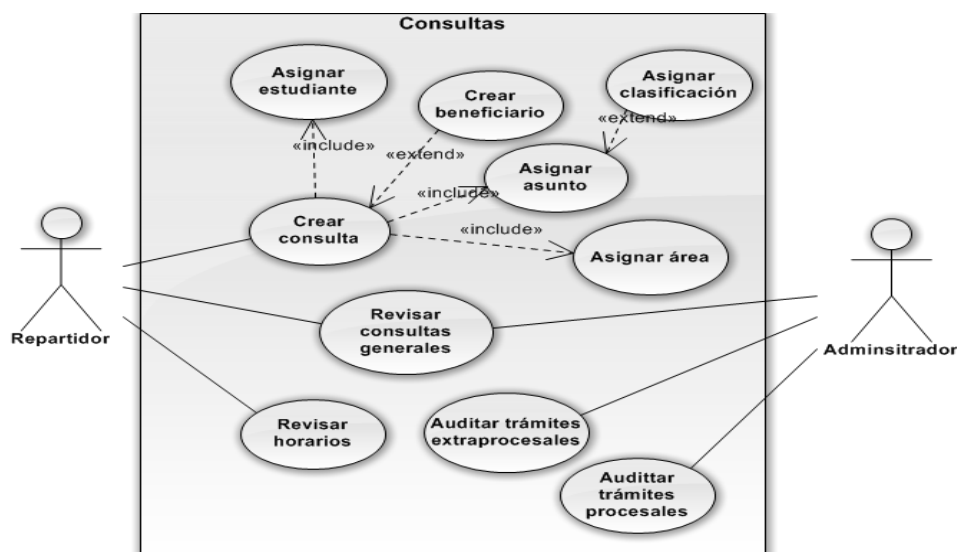 Consultas
Asignar
estudiante
Crear
beneficiario
Asignar
clasificación
«include»
«extend»
«extend»
Asignar
asunto
«include»
Crear
consulta
«include»
Asignar área
Repartidor
Revisar
consultas
generales
Adminsitrador
Revisar
horarios
Auditar trámites
extraprocesales
Audittar
trámites
procesales